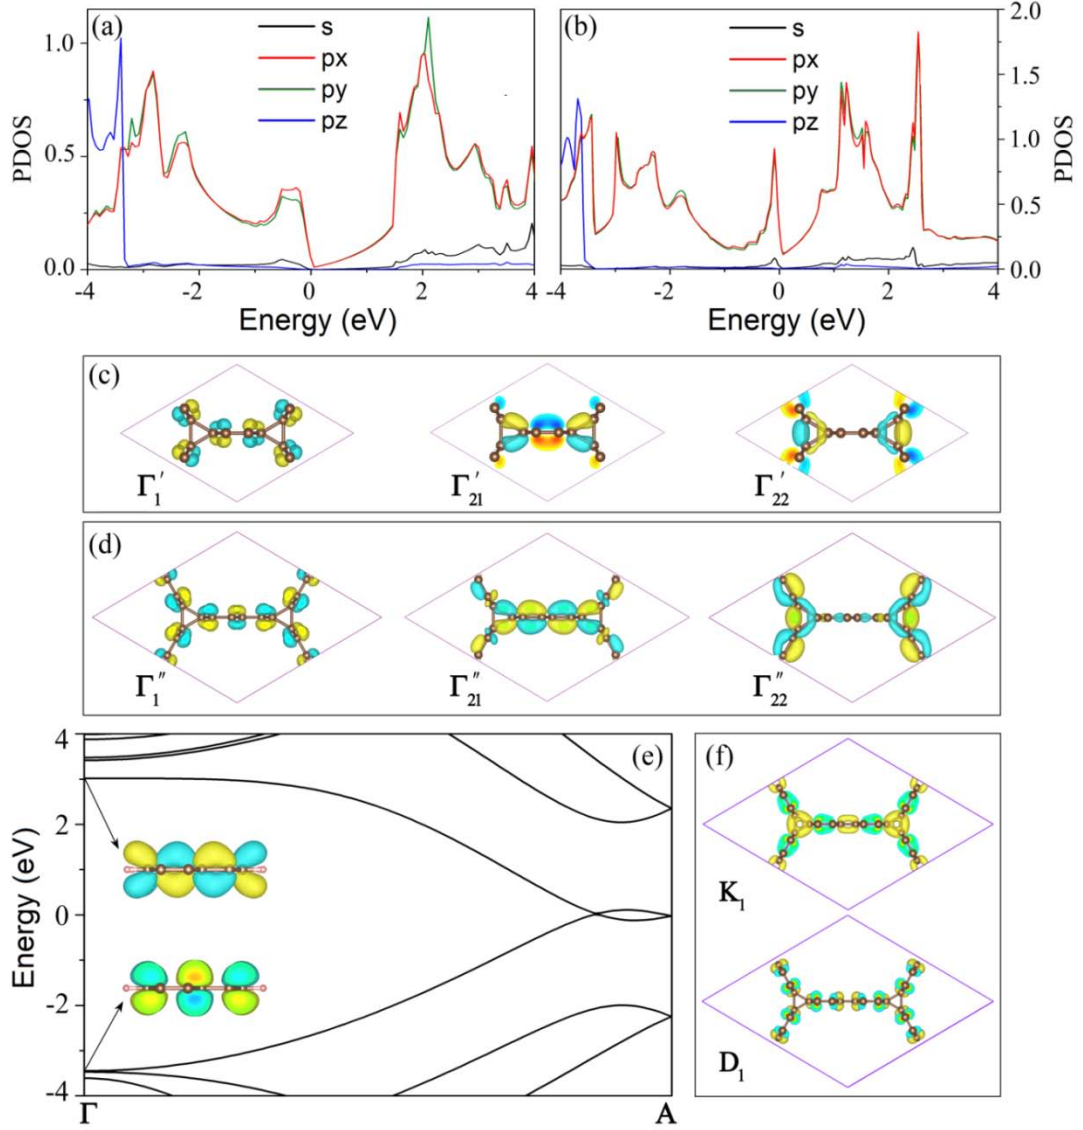 (a)
s
px
py
pz
PDOS
1.0
0.5
0.0
-4 -2 0 2 4
Energy (eV)
(b)
s
px
py
pz
2.0
1.5
1.0
0.5
0.0
PDOS
-4 -2 0 2 4
Energy (eV)
(c)
Γ₁′ Γ₂₁′ Γ₂₂′
(d)
Γ₁″ Γ₂₁″ Γ₂₂″
(e)
Energy (eV)
4
2
0
-2
-4
Γ A
(f)
K₁
D₁